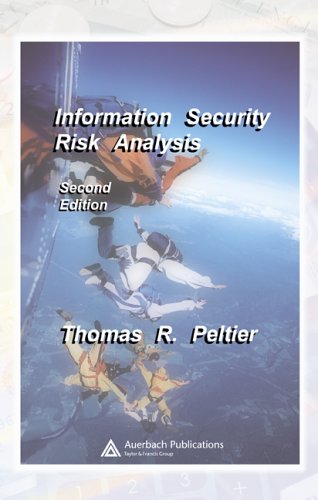 Information Security
Risk Analysis
Second
Edition
Thomas R. Peltier
Auerbach Publications
Taylor & Francis Group